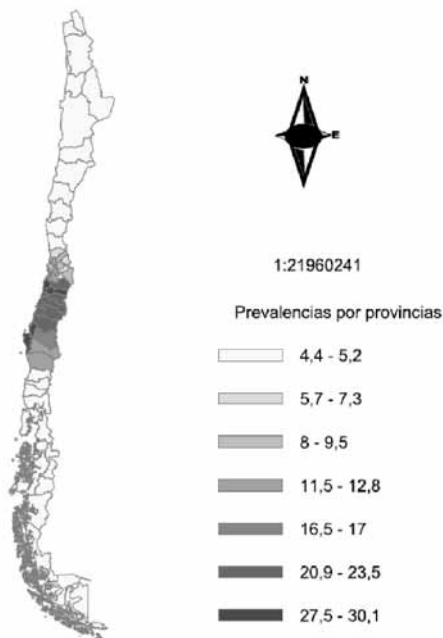 N
E
1:21960241
Prevalencias por provincias
4,4 - 5,2
5,7 - 7,3
8 - 9,5
11,5 - 12,8
16,5 - 17
20,9 - 23,5
27,5 - 30,1